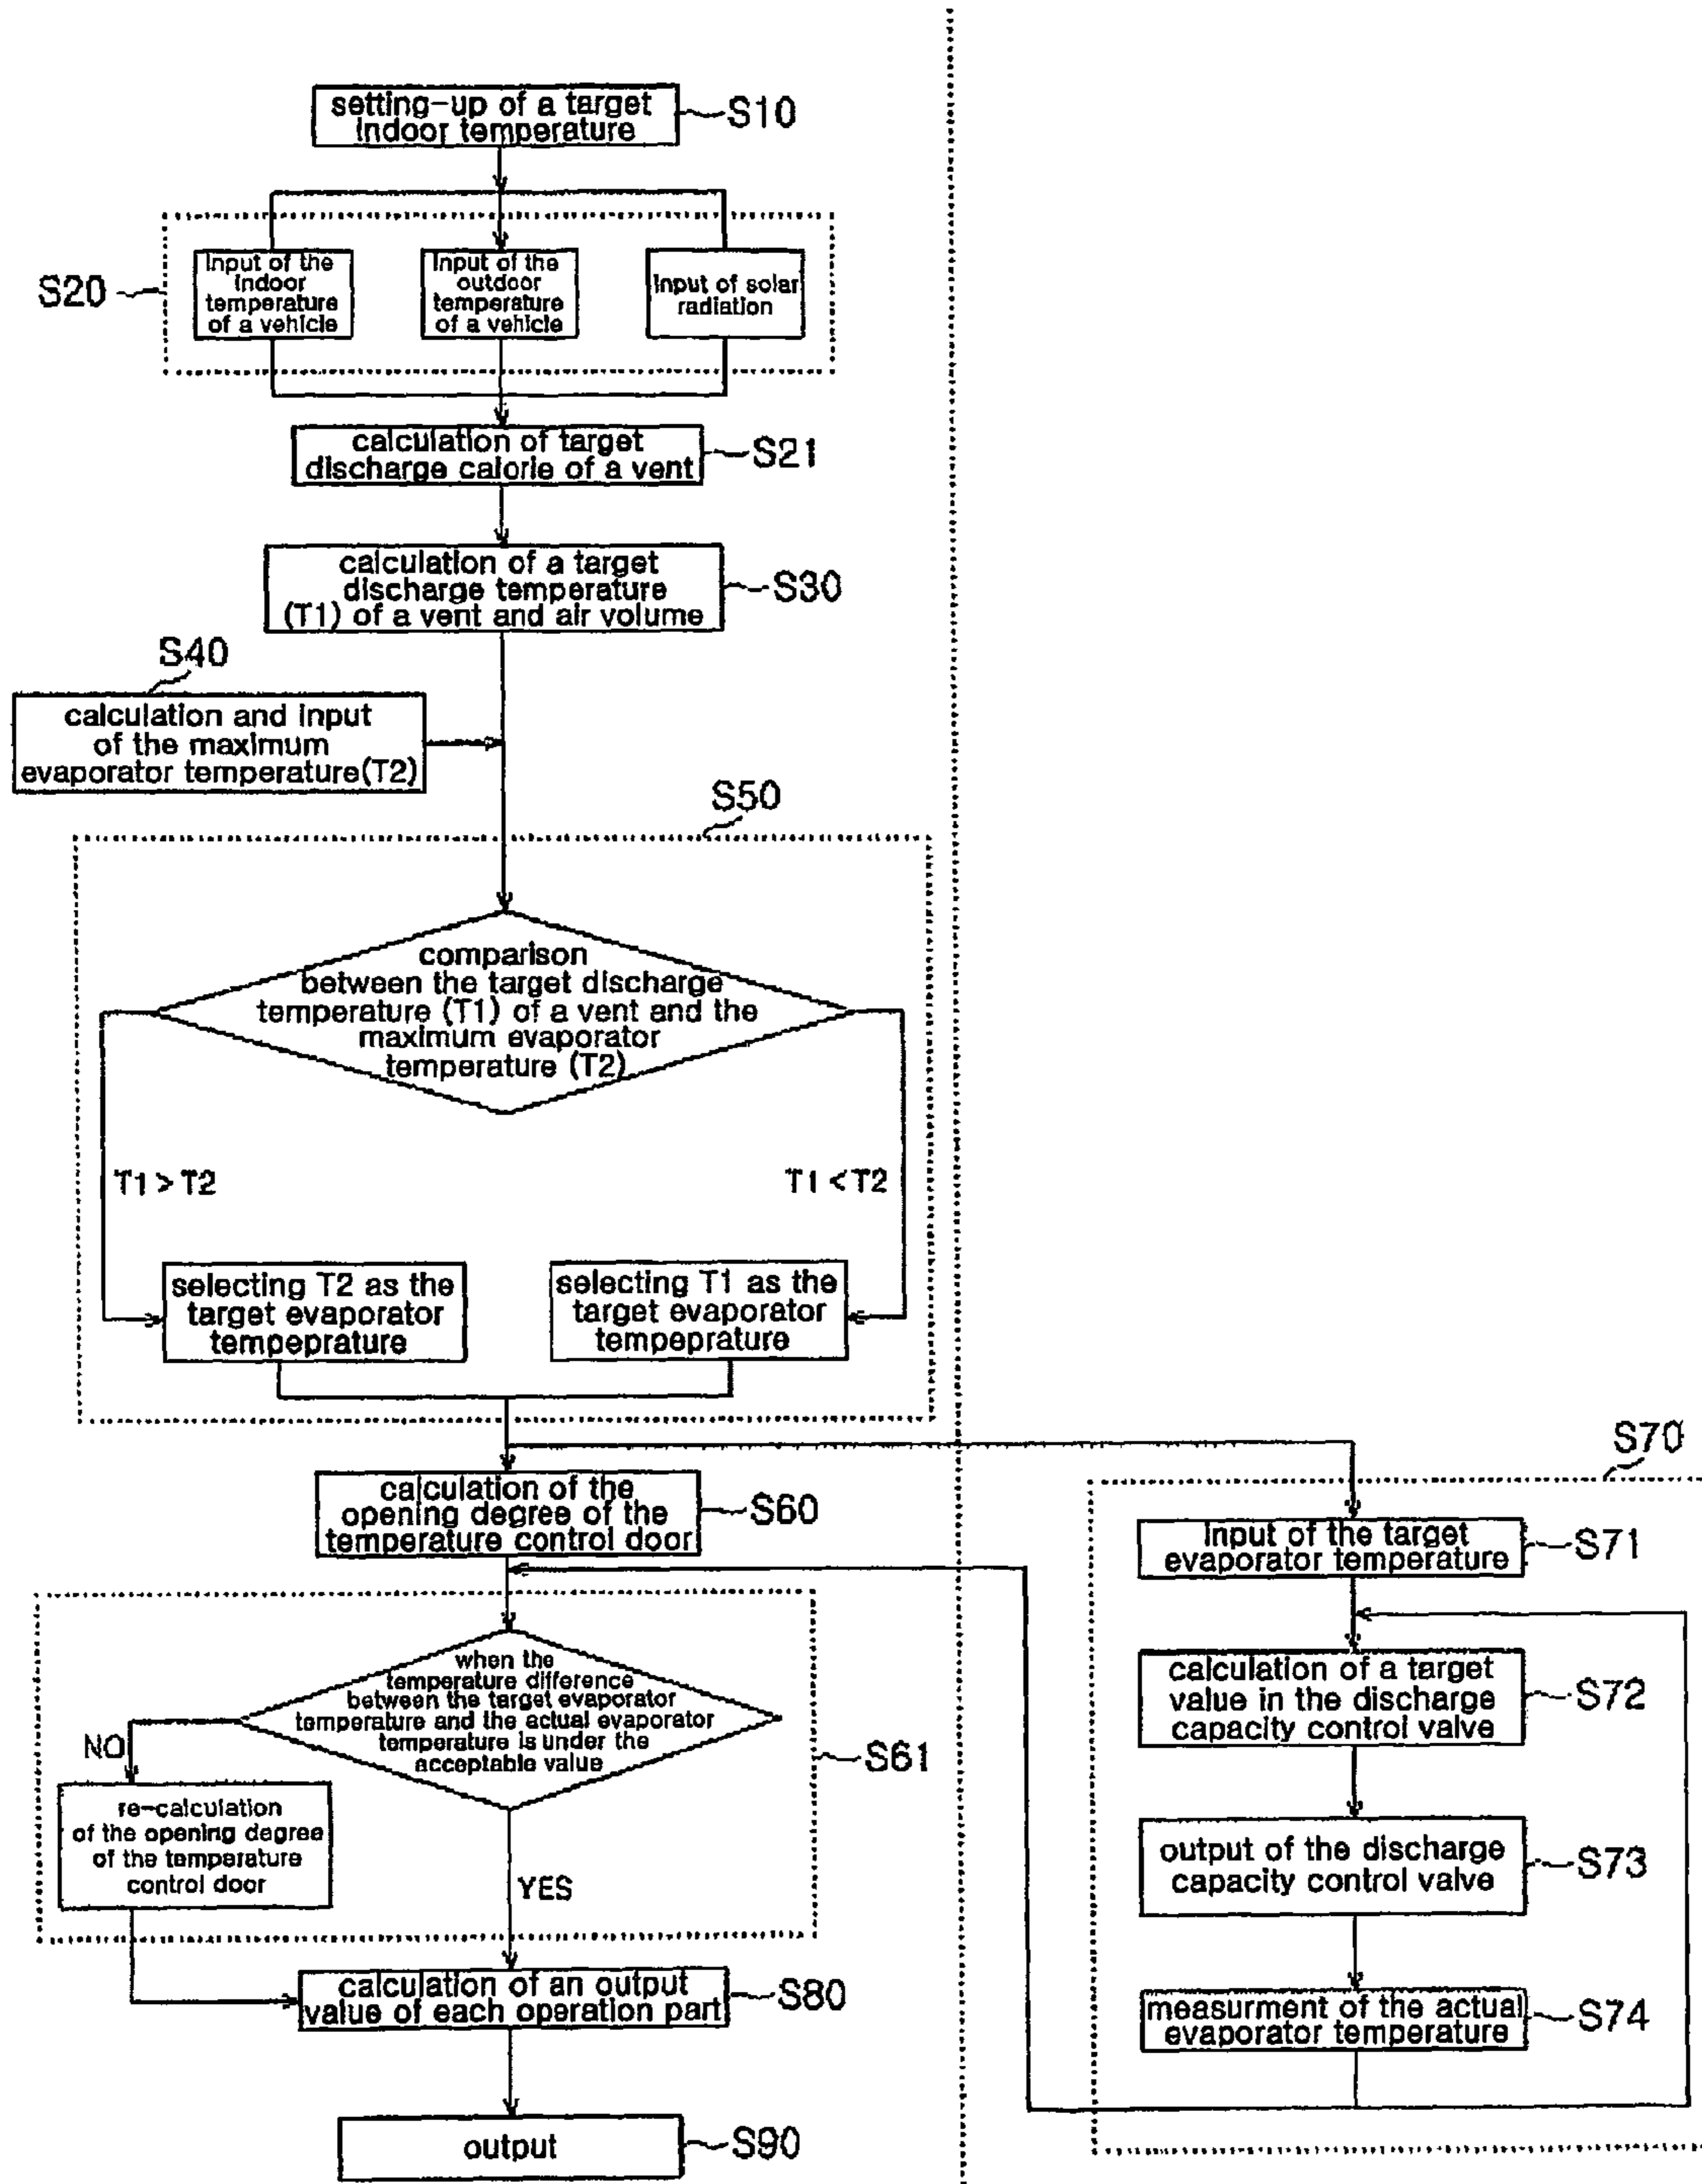 setting-up of a target
indoor temperature
S10
S20
Input of the
indoor
temperature
of a vehicle
Input of the
outdoor
temperature
of a vehicle
Input of solar
radiation
calculation of target
discharge calorie of a vent
S21
calculation of a target
discharge temperature
(T1) of a vent and air volume
S30
S40
calculation and input
of the maximum
evaporator temperature(T2)
S50
comparison
between the target discharge
temperature (T1) of a vent and the
maximum evaporator
temperature (T2)
T1 > T2
T1 < T2
selecting T2 as the
target evaporator
tempeprature
selecting T1 as the
target evaporator
tempeprature
calculation of the
opening degree of the
temperature control door
S60
when the
temperature difference
between the target evaporator
temperature and the actual evaporator
temperature is under the
acceptable value
S61
NO
re-calculation
of the opening degree
of the temperature
control door
YES
calculation of an output
value of each operation part
S80
output
S90
S70
Input of the target
evaporator temperature
S71
calculation of a target
value in the discharge
capacity control valve
S72
output of the discharge
capacity control valve
S73
measurment of the actual
evaporator temperature
S74